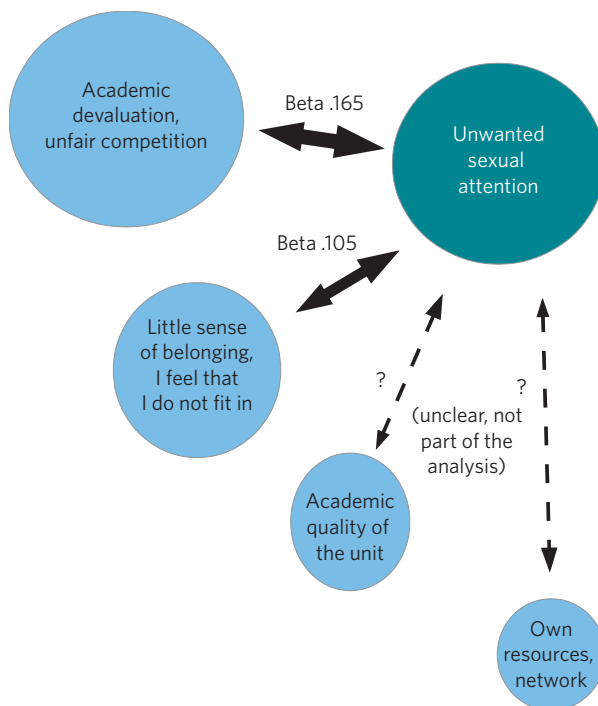 Academic
devaluation,
unfair competition
Beta .165
Unwanted
sexual
attention
Beta .105
Little sense
of belonging,
I feel that
I do not fit in
?
?
(unclear, not
part of the
analysis)
Academic
quality of
the unit
Own
resources,
network